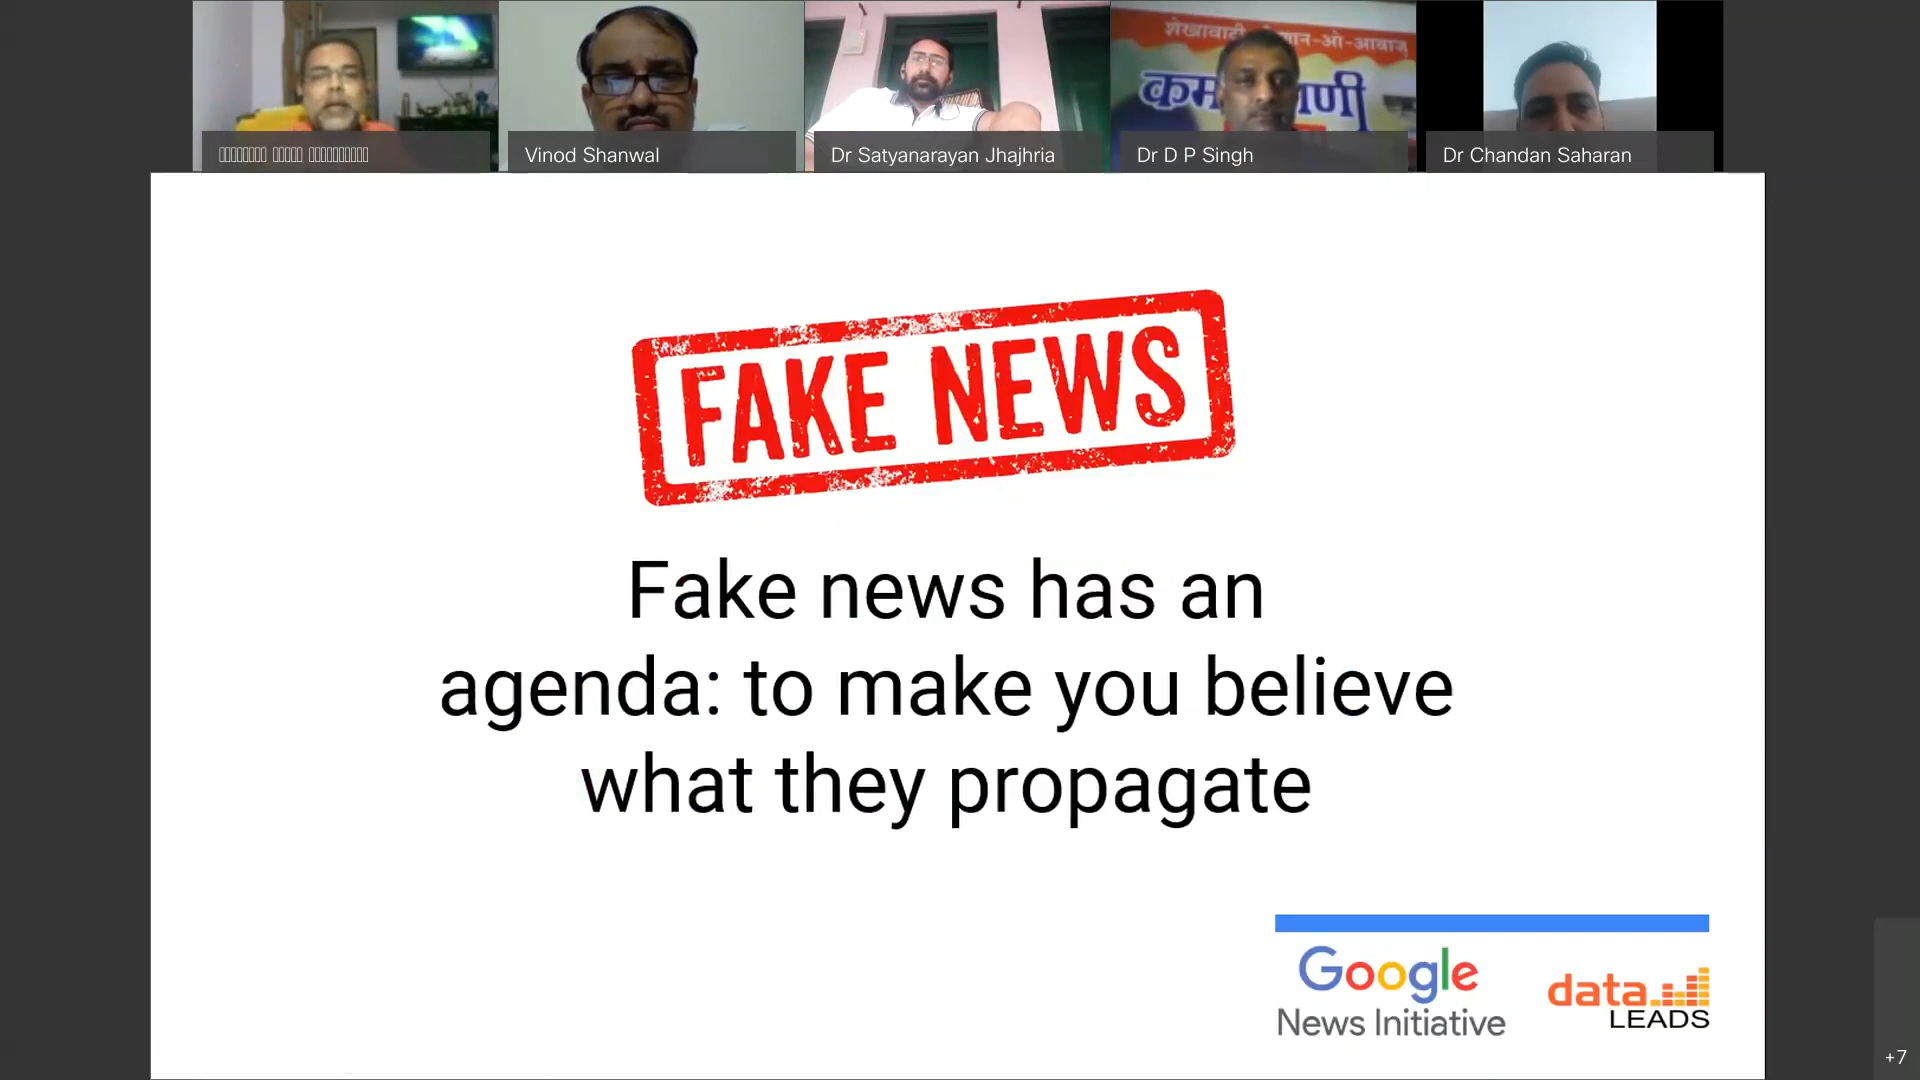 शेखावाटी
-ओ-आवाज
Vinod Shanwal
Dr Satyanarayan Jhajhria
Dr D P Singh
Dr Chandan Saharan
FAKE NEWS
Fake news has an
agenda: to make you believe
what they propagate
Google
News Initiative
data
LEADS
+7